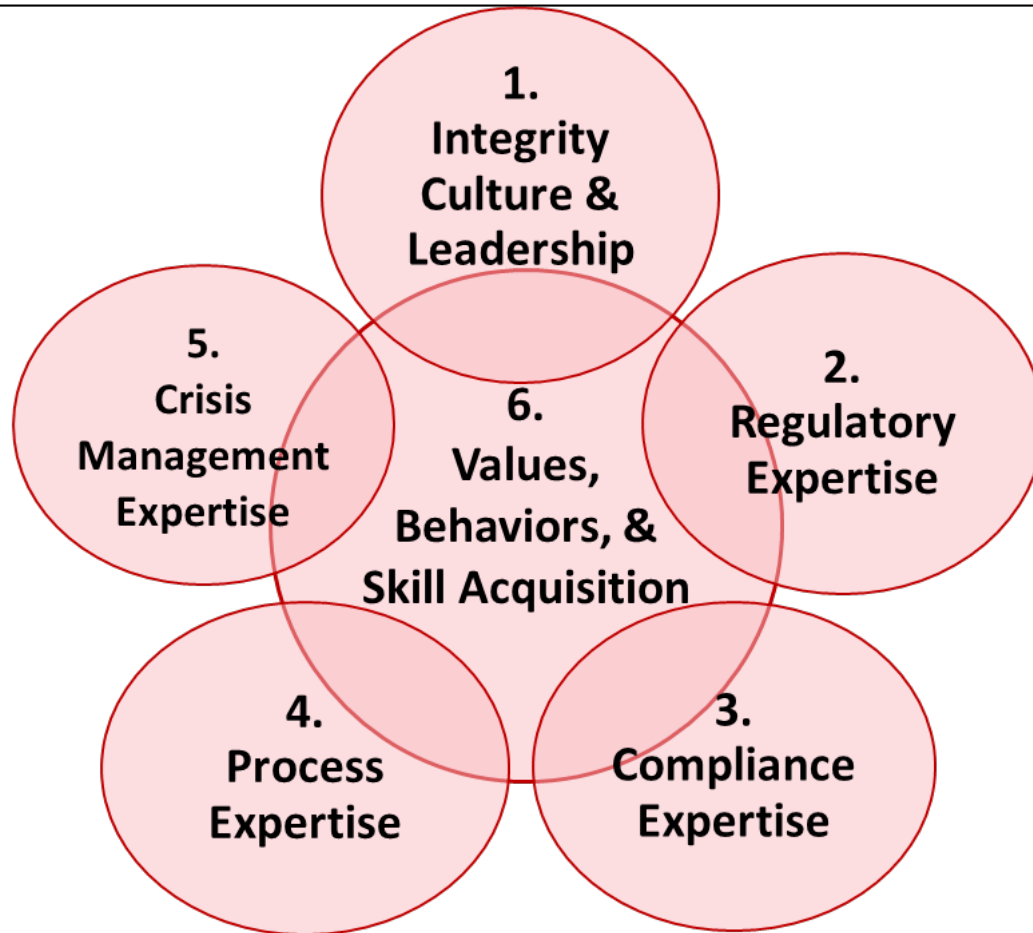 1.
Integrity
Culture &
Leadership
2.
Regulatory
Expertise
3.
Compliance
Expertise
4.
Process
Expertise
5.
Crisis
Management
Expertise
6.
Values,
Behaviors, &
Skill Acquisition